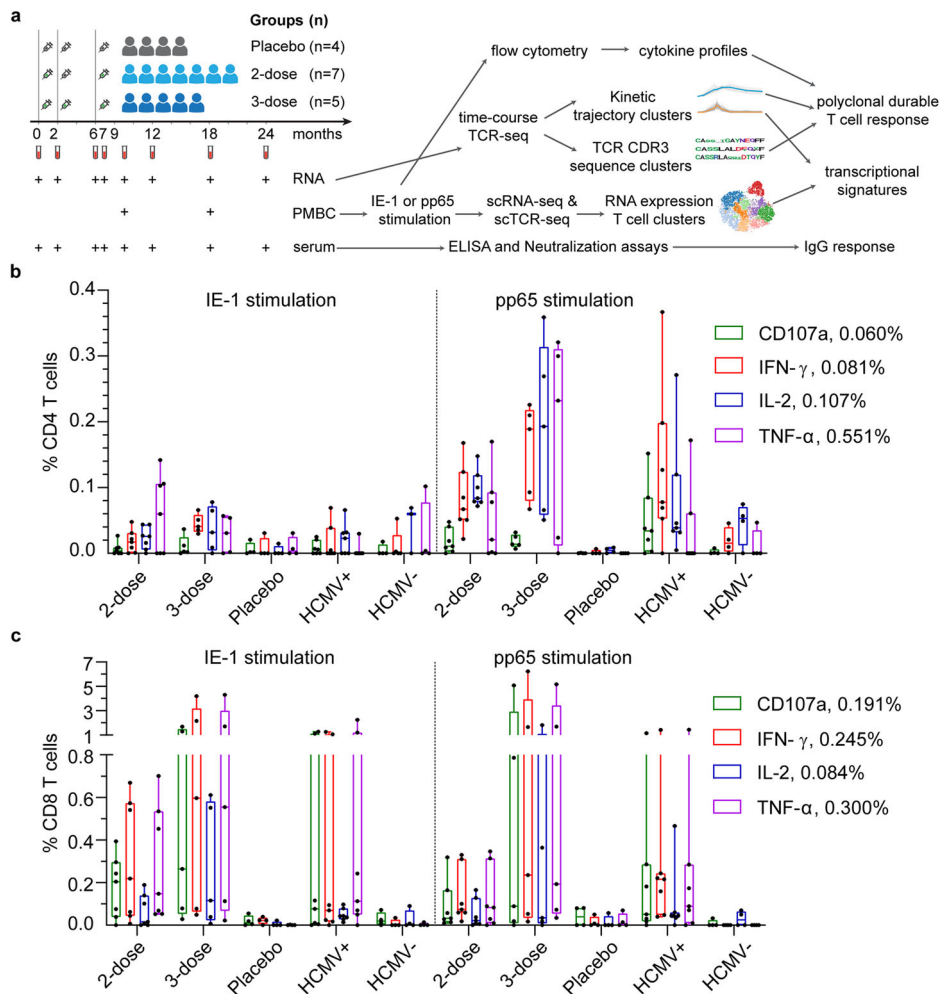 a
Groups (n)
Placebo (n=4)
2-dose (n=7)
3-dose (n=5)
0 2 67 9 12 18 24 months
+ + ++ + + + + RNA
+ + PMBC
+ + ++ + + + + serum
flow cytometry
cytokine profiles
time-course
TCR-seq
Kinetic
trajectory clusters
polyclonal durable
T cell response
TCR CDR3
sequence clusters
transcriptional
signatures
IE-1 or pp65
stimulation
scRNA-seq &
scTCR-seq
RNA expression
T cell clusters
ELISA and Neutralization assays
IgG response
b
IE-1 stimulation
pp65 stimulation
% CD4 T cells
0.4
0.3
0.2
0.1
0.0
CD107a, 0.060%
IFN-γ, 0.081%
IL-2, 0.107%
TNF-α, 0.551%
2-dose 3-dose Placebo HCMV+ HCMV- 2-dose 3-dose Placebo HCMV+ HCMV-
c
IE-1 stimulation
pp65 stimulation
% CD8 T cells
7
5
3
1
0.8
0.6
0.4
0.2
0.0
CD107a, 0.191%
IFN-γ, 0.245%
IL-2, 0.084%
TNF-α, 0.300%
2-dose 3-dose Placebo HCMV+ HCMV- 2-dose 3-dose Placebo HCMV+ HCMV-